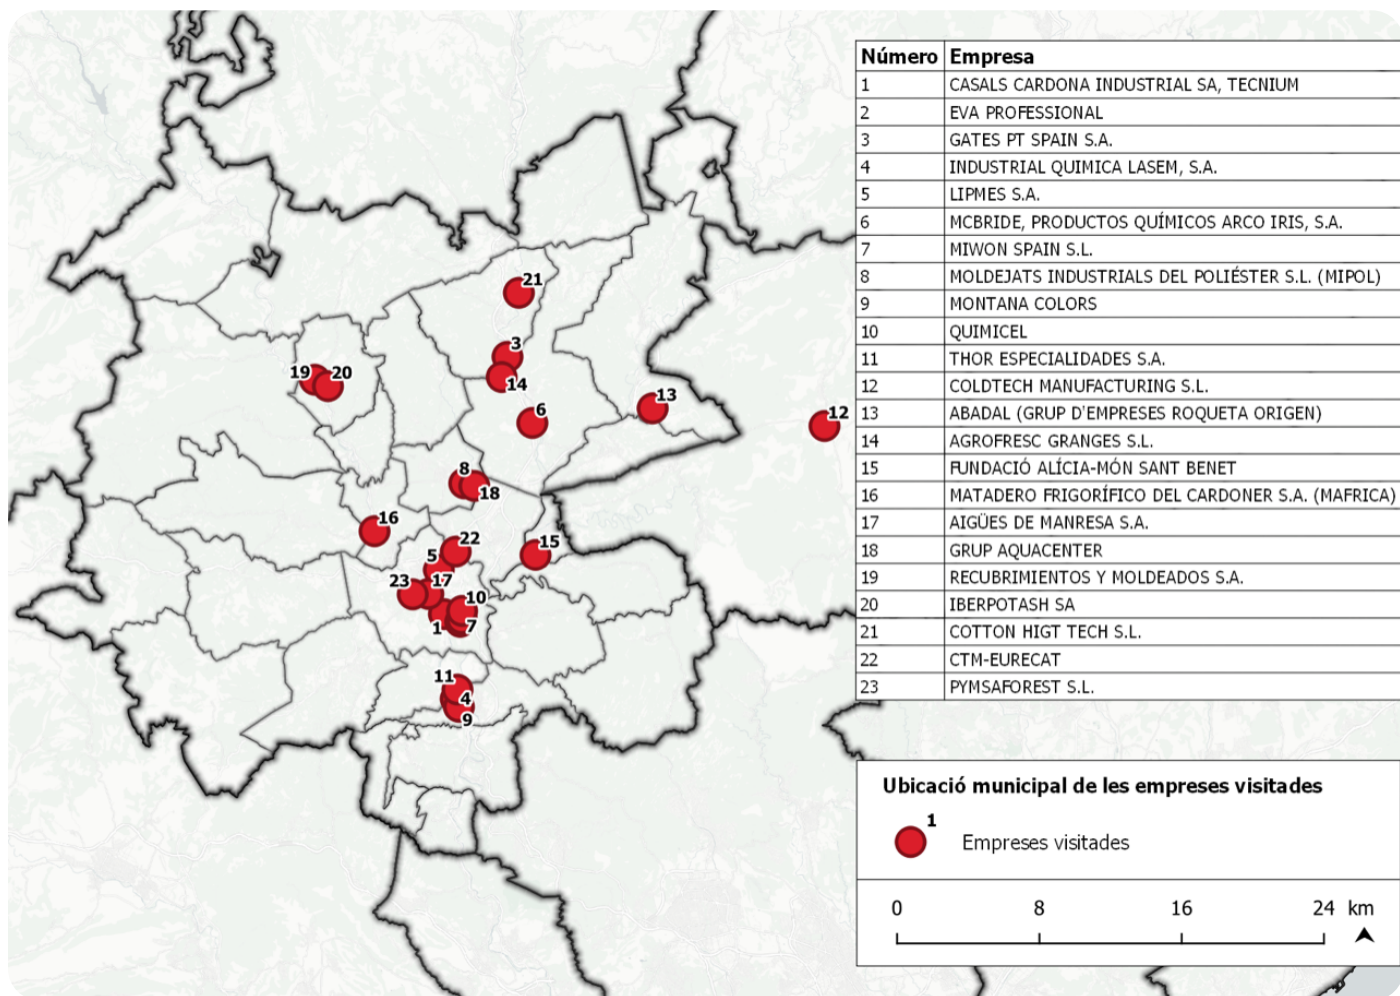 Número Empresa
1 CASALS CARDONA INDUSTRIAL SA, TECNIUM
2 EVA PROFESSIONAL
3 GATES PT SPAIN S.A.
4 INDUSTRIAL QUIMICA LASEM, S.A.
5 LIPMES S.A.
6 MCBRIDE, PRODUCTOS QUÍMICOS ARCO IRIS, S.A.
7 MIWON SPAIN S.L.
8 MOLDEJATS INDUSTRIALS DEL POLIÉSTER S.L. (MIPOL)
9 MONTANA COLORS
10 QUIMICEL
11 THOR ESPECIALIDADES S.A.
12 COLDTECH MANUFACTURING S.L.
13 ABADAL (GRUP D'EMPRESES ROQUETA ORIGEN)
14 AGROFRESC GRANGES S.L.
15 FUNDACIÓ ALÍCIA-MÓN SANT BENET
16 MATADERO FRIGORÍFICO DEL CARDONER S.A. (MAFRICA)
17 AIGÜES DE MANRESA S.A.
18 GRUP AQUACENTER
19 RECUBRIMIENTOS Y MOLDEADOS S.A.
20 IBERPOTASH SA
21 COTTON HIGT TECH S.L.
22 CTM-EURECAT
23 PYMSAFOREST S.L.
21
3
19
20
14
13
6
12
8
18
16
22
15
5
23
17
10
1
7
11
4
9
Ubicació municipal de les empreses visitades
1
Empreses visitades
0 8 16 24 km